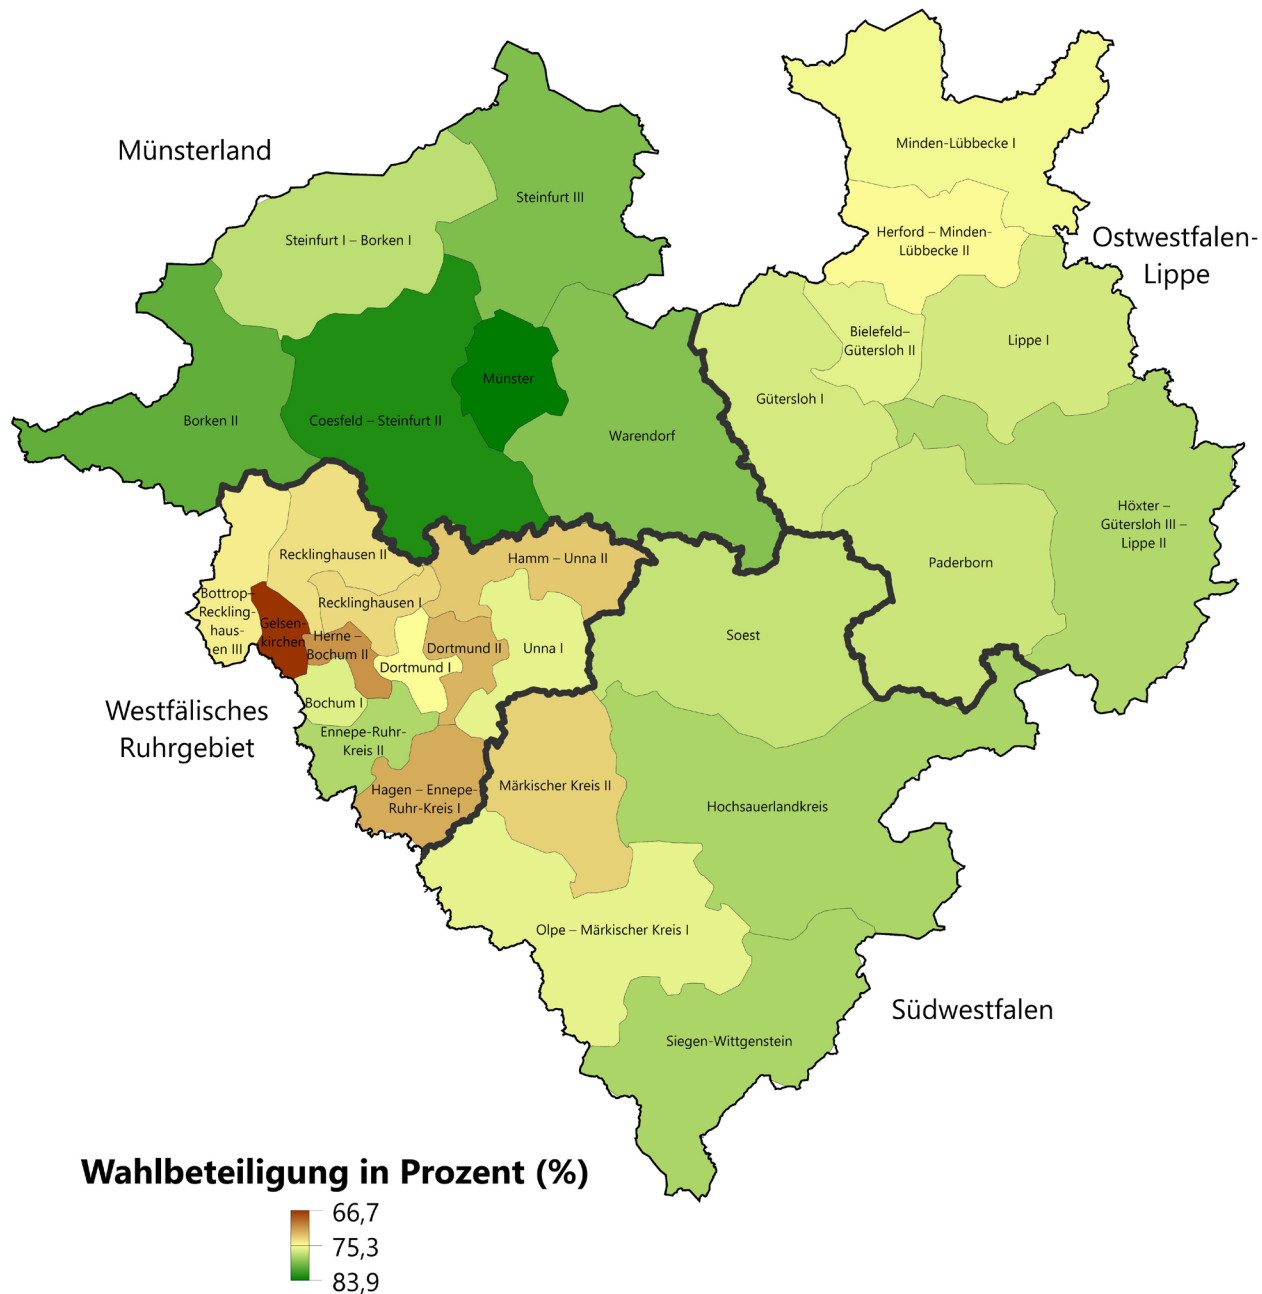 Münsterland
Steinfurt III
Steinfurt I – Borken I
Borken II
Coesfeld – Steinfurt II
Münster
Warendorf
Minden-Lübbecke I
Herford – Minden-
Lübbecke II
Ostwestfalen-
Lippe
Bielefeld–
Gütersloh II
Lippe I
Gütersloh I
Höxter –
Gütersloh III –
Lippe II
Paderborn
Recklinghausen II
Hamm – Unna II
Bottrop–
Reckling-
haus-
en III
Recklinghausen I
Gelsen-
kirchen
Herne –
Bochum II
Dortmund II
Dortmund I
Unna I
Bochum I
Ennepe-Ruhr-
Kreis II
Westfälisches
Ruhrgebiet
Hagen – Ennepe-
Ruhr-Kreis I
Soest
Märkischer Kreis II
Hochsauerlandkreis
Olpe – Märkischer Kreis I
Siegen-Wittgenstein
Südwestfalen
Wahlbeteiligung in Prozent (%)
66,7
75,3
83,9